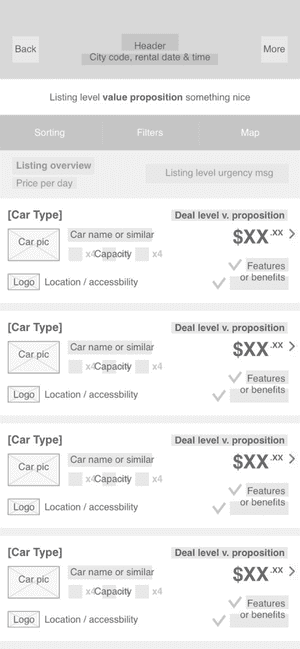 Back
Header
More
City code, rental date & time
Listing level value proposition something nice
Sorting Filters Map
Listing overview
Listing level urgency msg
Price per day
[Car Type] Deal level v. proposition
Car pic Car name or similar $XX.XX
x4 Capacity x4
Features
or benefits
Logo Location / accessbility
[Car Type] Deal level v. proposition
Car pic Car name or similar $XX.XX
x4 Capacity x4
Features
or benefits
Logo Location / accessbility
[Car Type] Deal level v. proposition
Car pic Car name or similar $XX.XX
x4 Capacity x4
Features
or benefits
Logo Location / accessbility
[Car Type] Deal level v. proposition
Car pic Car name or similar $XX.XX
x4 Capacity x4
Features
or benefits
Logo Location / accessbility